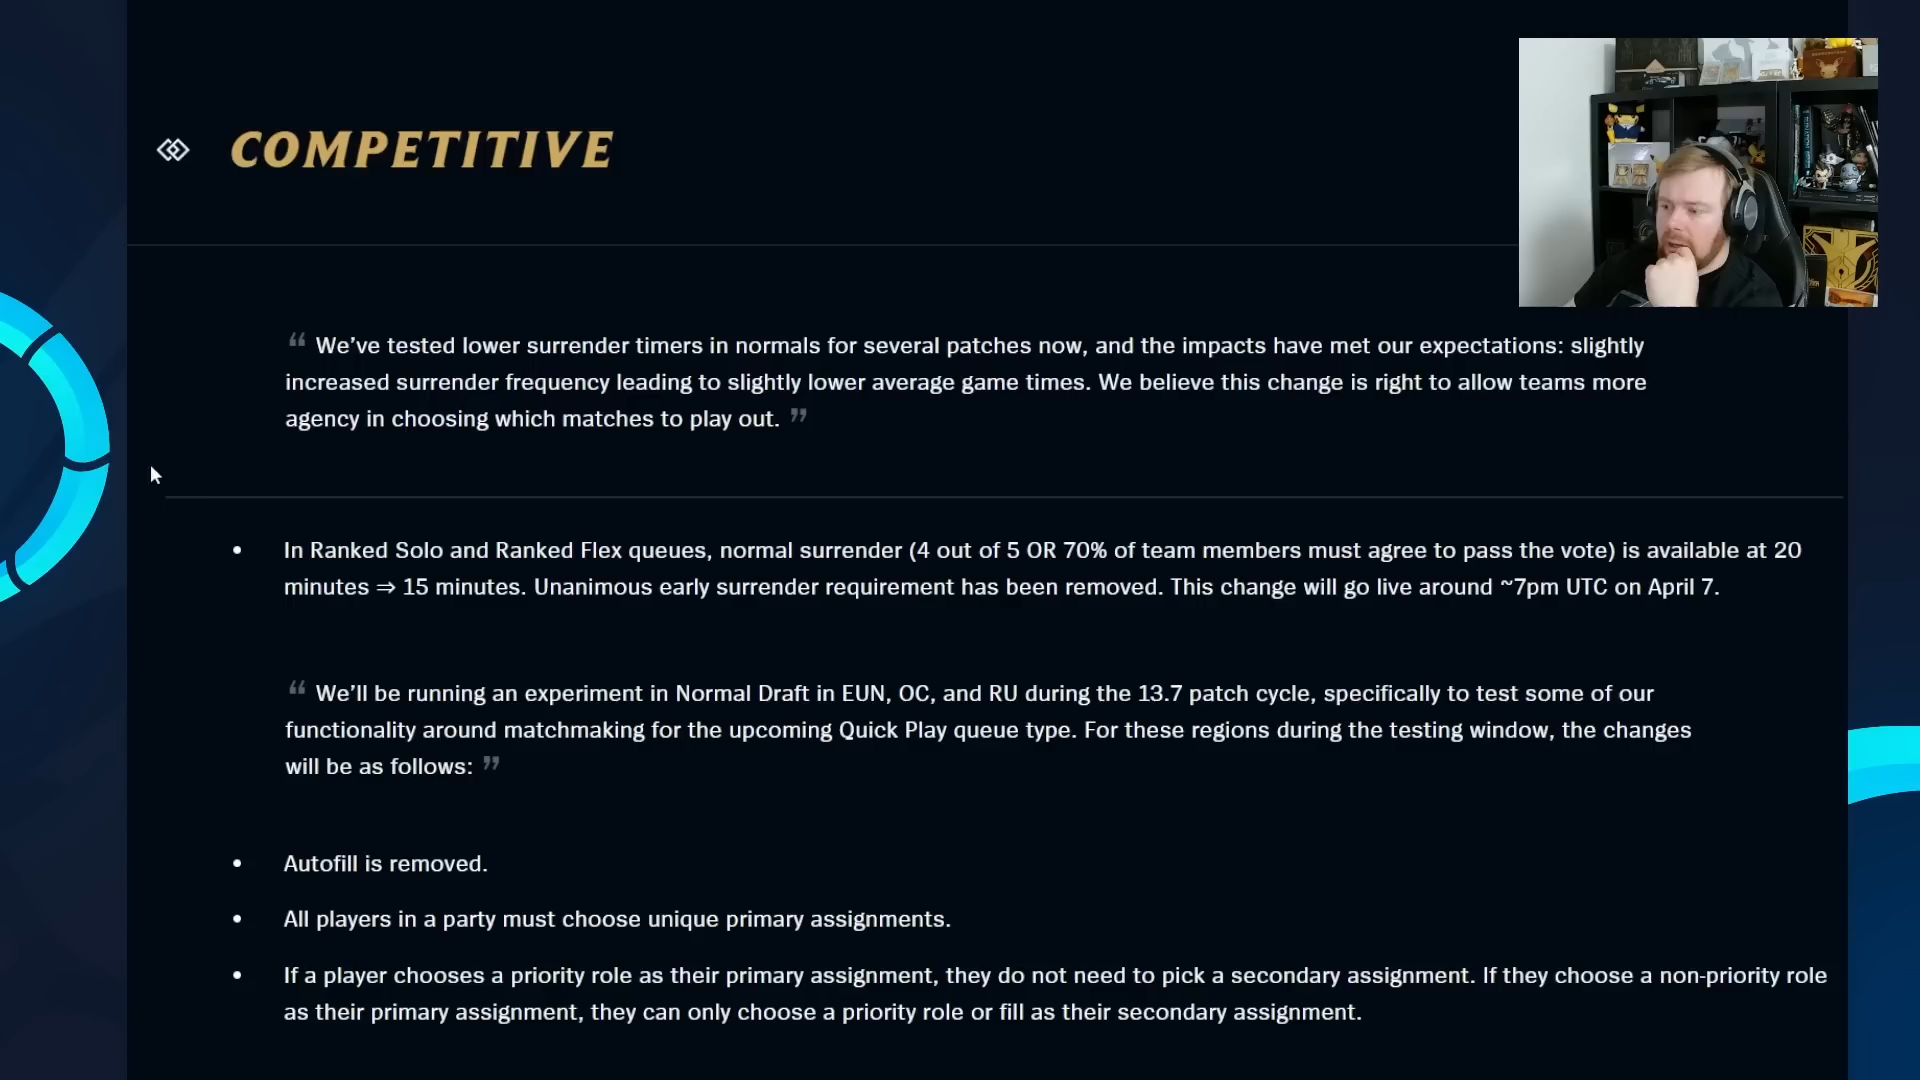 COMPETITIVE
“ We’ve tested lower surrender timers in normals for several patches now, and the impacts have met our expectations: slightly
increased surrender frequency leading to slightly lower average game times. We believe this change is right to allow teams more
agency in choosing which matches to play out. ”
• In Ranked Solo and Ranked Flex queues, normal surrender (4 out of 5 OR 70% of team members must agree to pass the vote) is available at 20
minutes ⇒ 15 minutes. Unanimous early surrender requirement has been removed. This change will go live around ~7pm UTC on April 7.
“ We’ll be running an experiment in Normal Draft in EUN, OC, and RU during the 13.7 patch cycle, specifically to test some of our
functionality around matchmaking for the upcoming Quick Play queue type. For these regions during the testing window, the changes
will be as follows: ”
• Autofill is removed.
• All players in a party must choose unique primary assignments.
• If a player chooses a priority role as their primary assignment, they do not need to pick a secondary assignment. If they choose a non-priority role
as their primary assignment, they can only choose a priority role or fill as their secondary assignment.